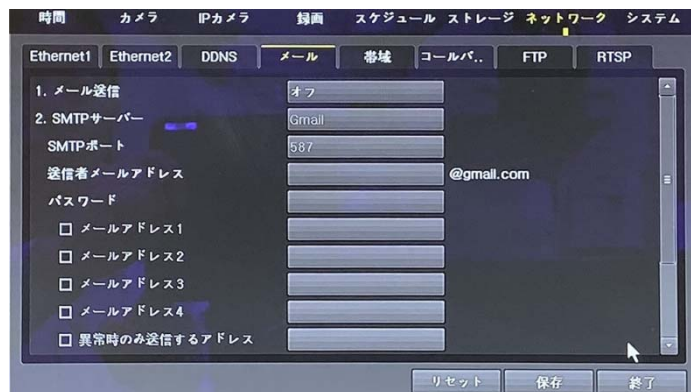 時間 カメラ IPカメラ 録画 スケジュール ストレージ ネットワーク システム
Ethernet1 Ethernet2 DDNS メール 帯域 コールバ.. FTP RTSP
1. メール送信 オフ
2. SMTPサーバー Gmail
SMTPポート 587
送信者メールアドレス @gmail.com
パスワード
メールアドレス1
メールアドレス2
メールアドレス3
メールアドレス4
異常時のみ送信するアドレス
リセット 保存 終了